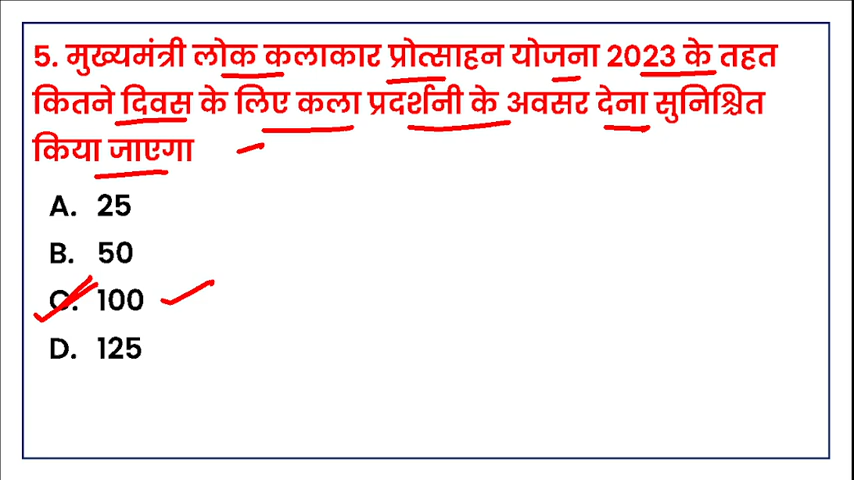 5. मुख्यमंत्री लोक कलाकार प्रोत्साहन योजना 2023 के तहत
कितने दिवस के लिए कला प्रदर्शनी के अवसर देना सुनिश्चित
किया जाएगा
A. 25
B. 50
C. 100
D. 125